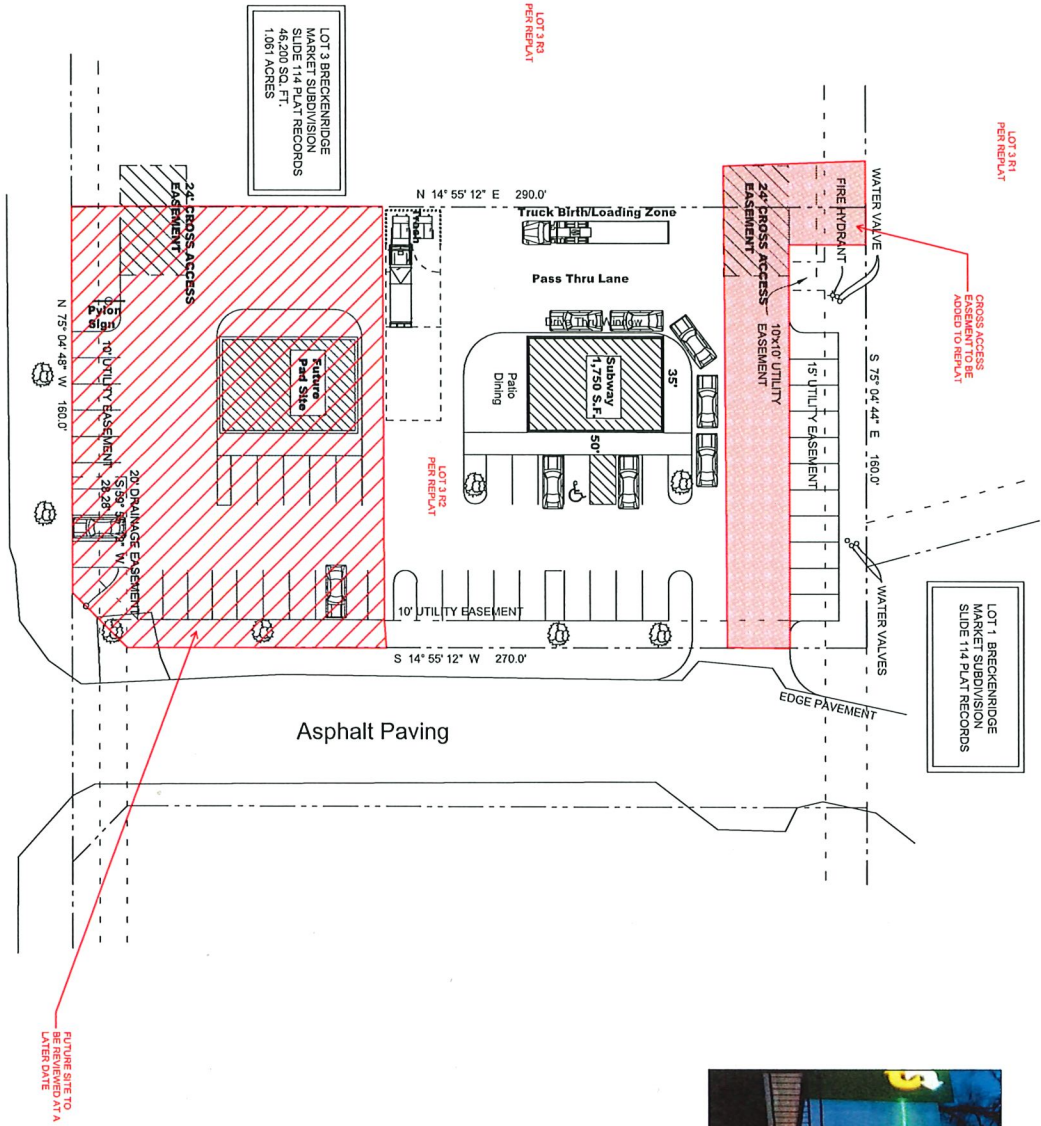 LOT 3 R3
PER REPLAT
LOT 3 R1
PER REPLAT
LOT 3 BRECKENRIDGE
MARKET SUBDIVISION
SLIDE 114 PLAT RECORDS
46,200 SQ. FT.
1.061 ACRES
WATER VALVE
FIRE HYDRANT
CROSS ACCESS
EASEMENT TO BE
ADDED TO REPLAT
24' CROSS ACCESS
EASEMENT
N 14° 55' 12" E 290.0'
Truck Birth/Loading Zone
Trash
Pass Thru Lane
24' CROSS ACCESS
EASEMENT
10'x10' UTILITY
EASEMENT
Pylon
Sign
Drive Thru Window
S 75° 04' 44" E 160.0'
N 75° 04' 48" W 160.0'
10' UTILITY EASEMENT
Future
Pad Site
Patio
Dining
Subway
1,750 S.F.
35'
50'
15' UTILITY EASEMENT
LOT 3 R2
PER REPLAT
20' DRAINAGE EASEMENT
28.28'
10' UTILITY EASEMENT
WATER VALVES
S 14° 55' 12" W 270.0'
EDGE PAVEMENT
LOT 1 BRECKENRIDGE
MARKET SUBDIVISION
SLIDE 114 PLAT RECORDS
Asphalt Paving
FUTURE SITE TO
BE REVIEWED AT A
LATER DATE